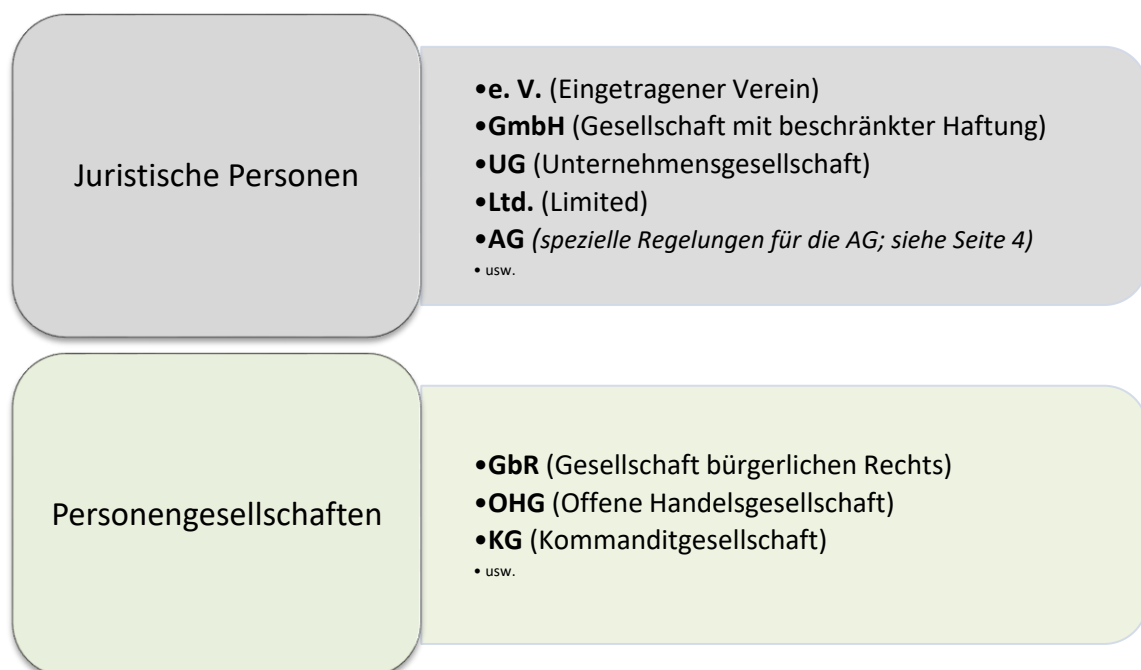 Juristische Personen
•e. V. (Eingetragener Verein)
•GmbH (Gesellschaft mit beschränkter Haftung)
•UG (Unternehmensgesellschaft)
•Ltd. (Limited)
•AG (spezielle Regelungen für die AG; siehe Seite 4)
• usw.
Personengesellschaften
•GbR (Gesellschaft bürgerlichen Rechts)
•OHG (Offene Handelsgesellschaft)
•KG (Kommanditgesellschaft)
• usw.